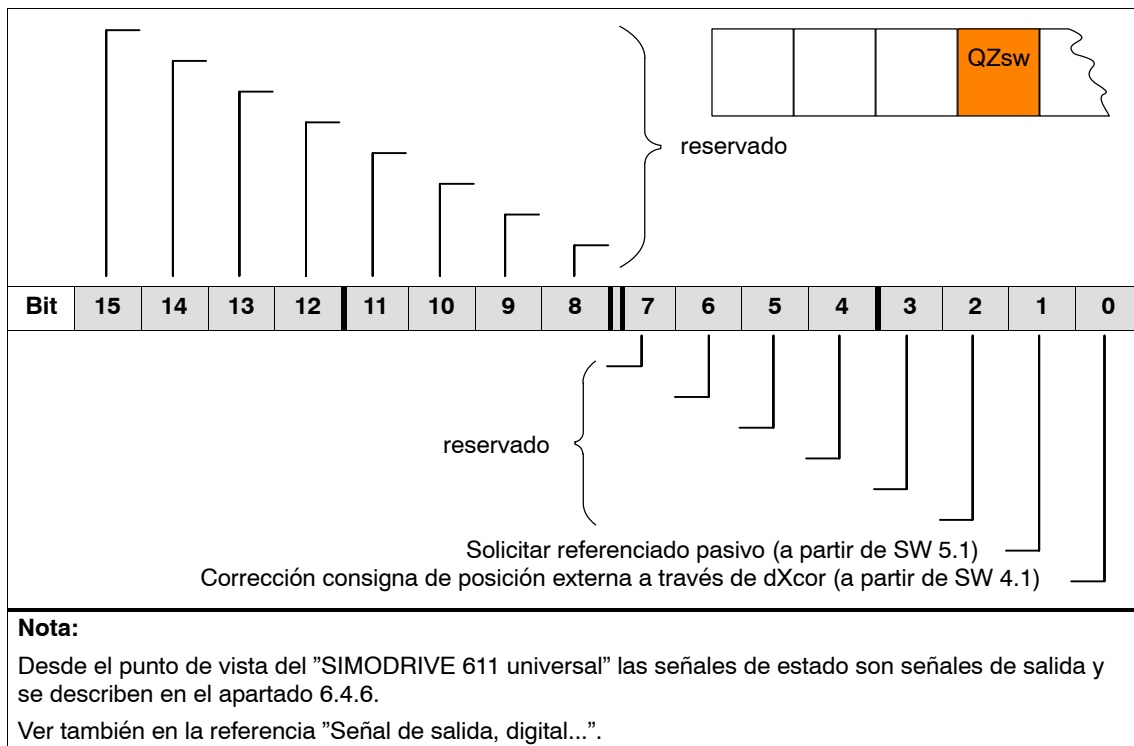 QZsw
reservado
Bit 15 14 13 12 11 10 9 8 7 6 5 4 3 2 1 0
reservado
Solicitar referenciado pasivo (a partir de SW 5.1)
Corrección consigna de posición externa a través de dXcor (a partir de SW 4.1)
Nota:
Desde el punto de vista del ”SIMODRIVE 611 universal” las señales de estado son señales de salida y
se describen en el apartado 6.4.6.
Ver también en la referencia ”Señal de salida, digital...”.